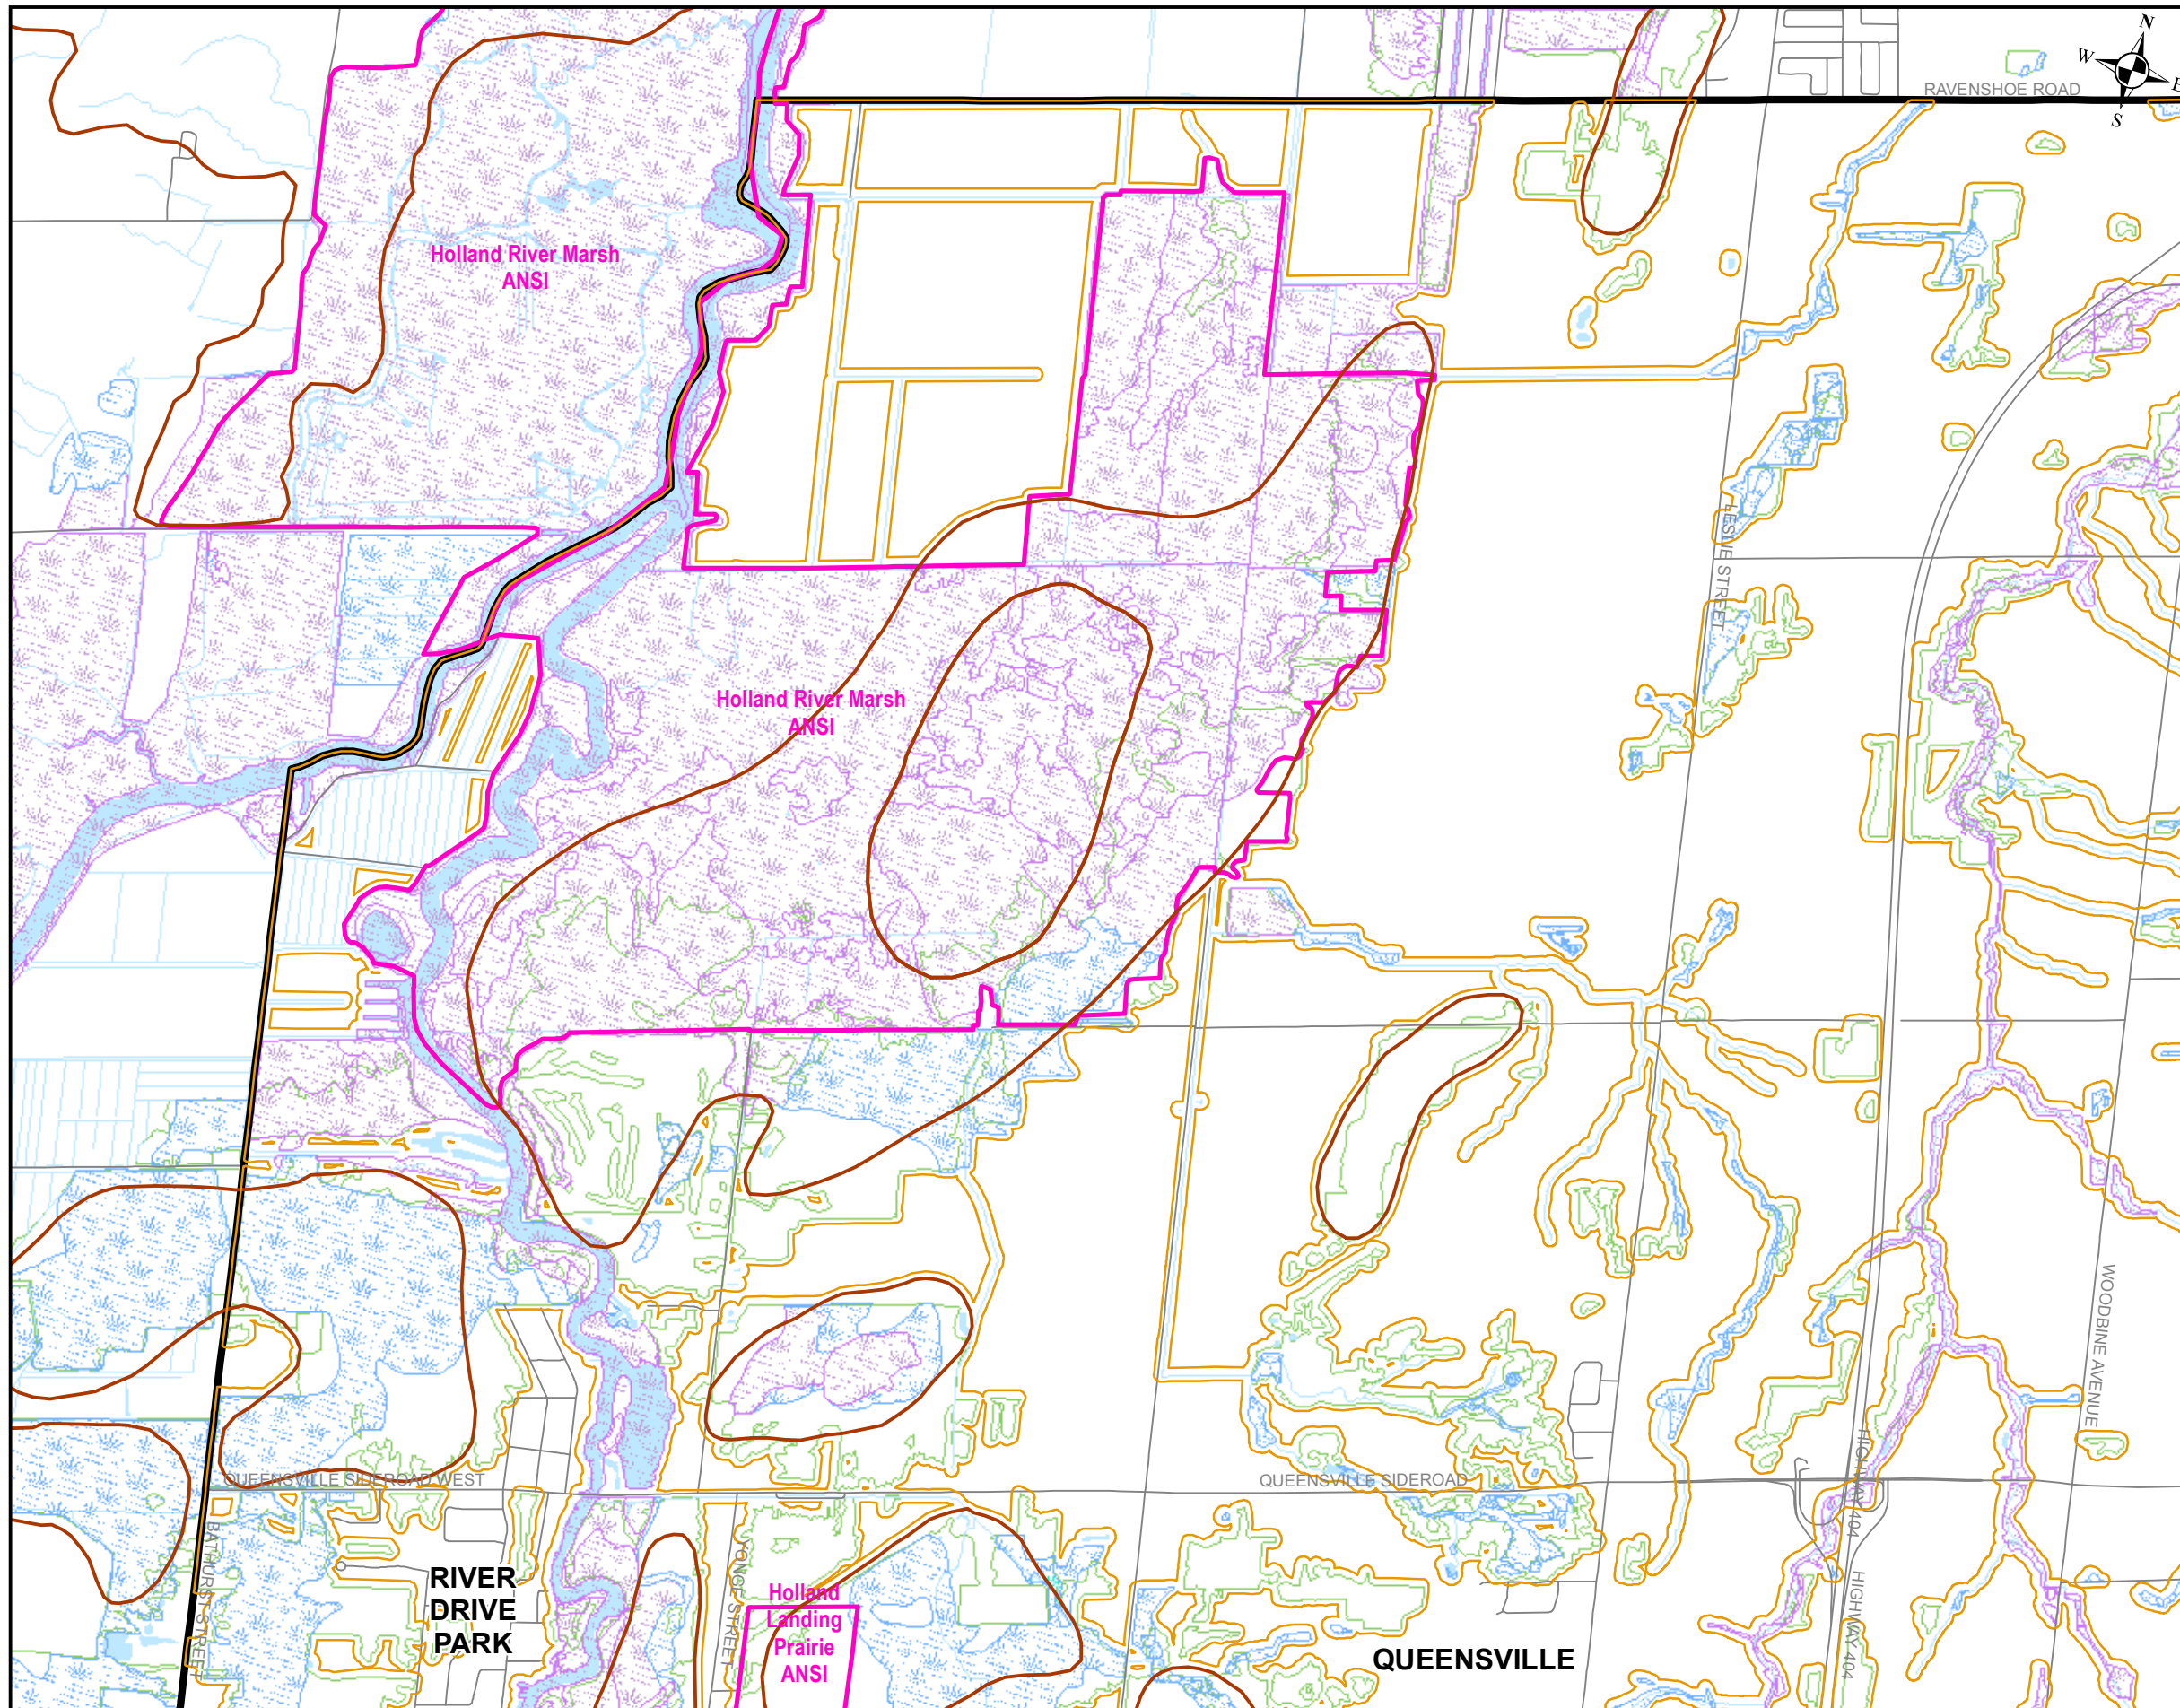 N
W
E
S
RAVENSHOE ROAD
Holland River Marsh
ANSI
LESLIE STREET
Holland River Marsh
ANSI
WOODBINE AVENUE
QUEENSVILLE SIDEROAD WEST
QUEENSVILLE SIDEROAD
HIGHWAY 404
BATHURST STREET
YONGE STREET
HIGHWAY 404
RIVER
DRIVE
PARK
Holland
Landing
Prairie
ANSI
QUEENSVILLE